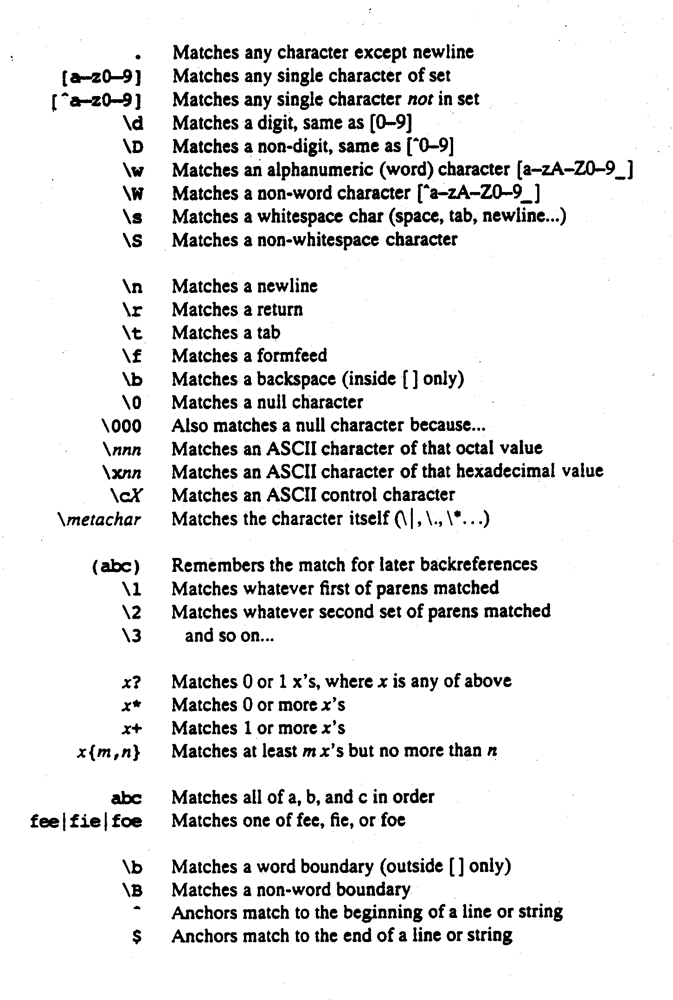 . Matches any character except newline
[a–z0–9] Matches any single character of set
[^a–z0–9] Matches any single character not in set
\d Matches a digit, same as [0–9]
\D Matches a non-digit, same as [^0–9]
\w Matches an alphanumeric (word) character [a–zA–Z0–9_]
\W Matches a non-word character [^a–zA–Z0–9_]
\s Matches a whitespace char (space, tab, newline...)
\S Matches a non-whitespace character
\n Matches a newline
\r Matches a return
\t Matches a tab
\f Matches a formfeed
\b Matches a backspace (inside [ ] only)
\0 Matches a null character
\000 Also matches a null character because...
\nnn Matches an ASCII character of that octal value
\xnn Matches an ASCII character of that hexadecimal value
\cX Matches an ASCII control character
\metachar Matches the character itself (\|, \., \*...)
(abc) Remembers the match for later backreferences
\1 Matches whatever first of parens matched
\2 Matches whatever second set of parens matched
\3 and so on...
x? Matches 0 or 1 x's, where x is any of above
x* Matches 0 or more x's
x+ Matches 1 or more x's
x{m,n} Matches at least m x's but no more than n
abc Matches all of a, b, and c in order
fee|fie|foe Matches one of fee, fie, or foe
\b Matches a word boundary (outside [ ] only)
\B Matches a non-word boundary
^ Anchors match to the beginning of a line or string
$ Anchors match to the end of a line or string